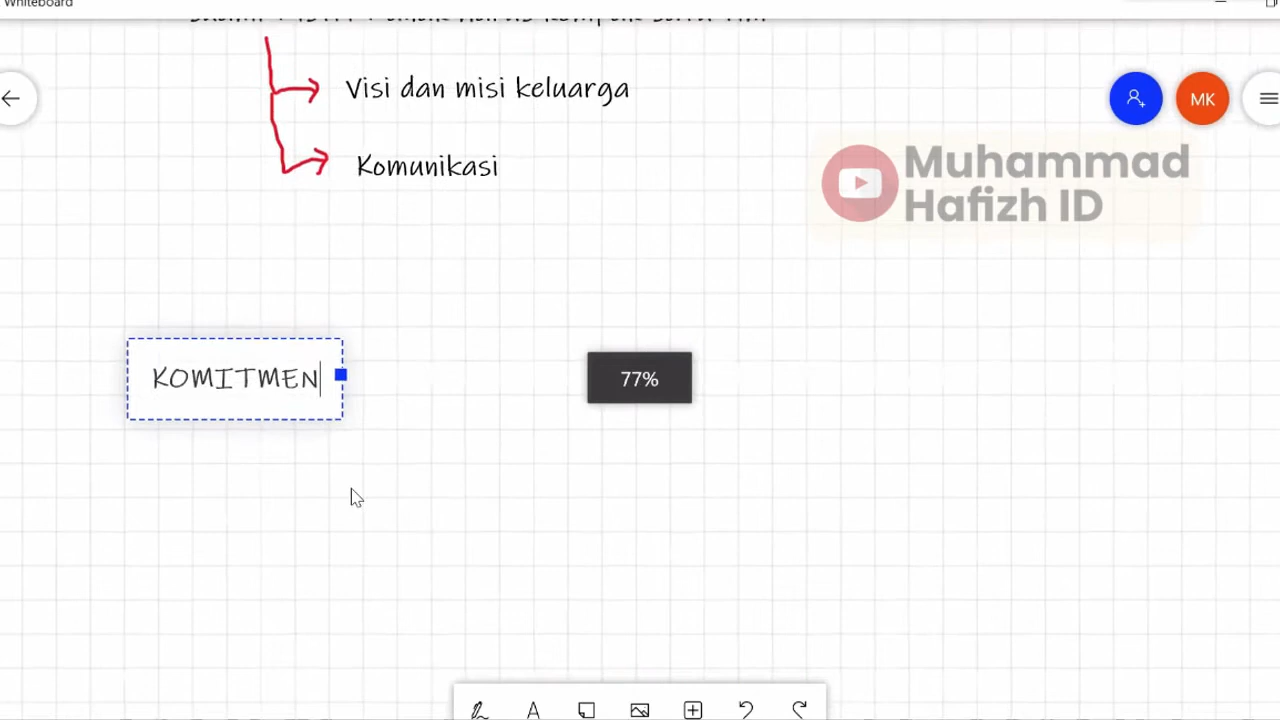 Whiteboard
Visi dan misi keluarga
MK
Muhammad
Hafizh ID
Komunikasi
KOMITMEN
77%